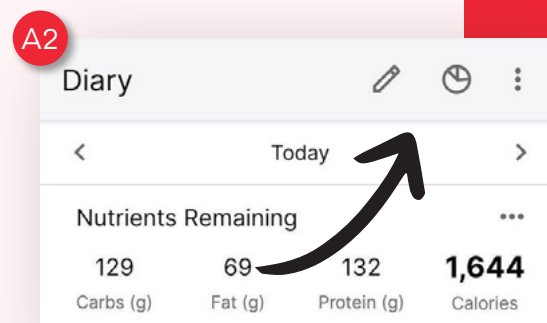 A2
Diary
Today
Nutrients Remaining
129 69 132 1,644
Carbs (g) Fat (g) Protein (g) Calories